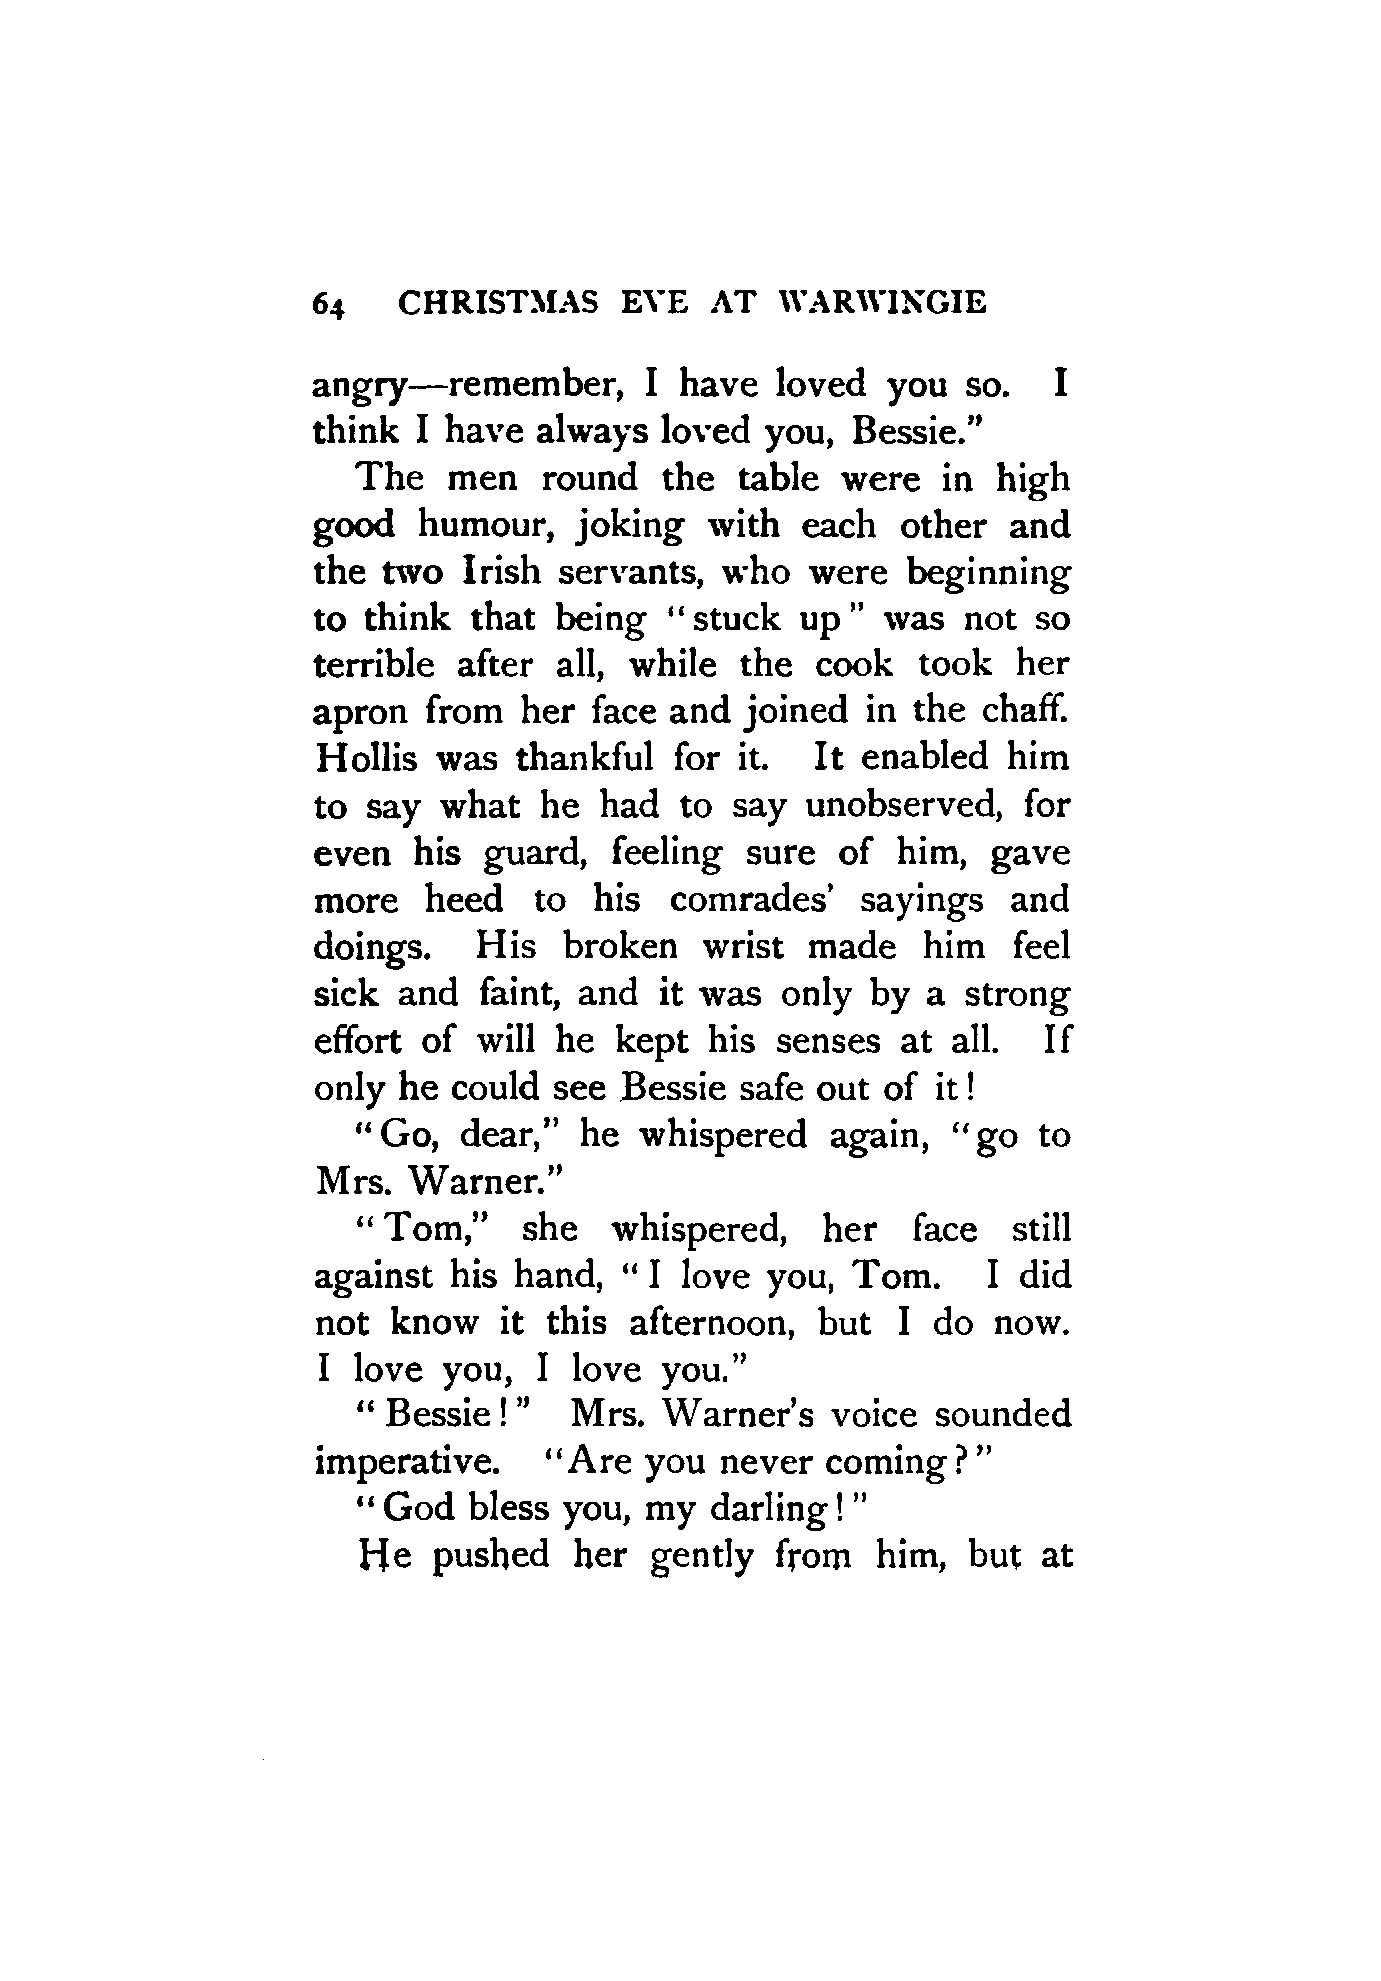 64 CHRISTMAS EVE AT WARWINGIE
angry—remember, I have loved you so. I
think I have always loved you, Bessie."
The men round the table were in high
good humour, joking with each other and
the two Irish servants, who were beginning
to think that being "stuck up" was not so
terrible after all, while the cook took her
apron from her face and joined in the chaff.
Hollis was thankful for it. It enabled him
to say what he had to say unobserved, for
even his guard, feeling sure of him, gave
more heed to his comrades' sayings and
doings. His broken wrist made him feel
sick and faint, and it was only by a strong
effort of will he kept his senses at all. If
only he could see Bessie safe out of it!
"Go, dear," he whispered again, "go to
Mrs. Warner."
"Tom," she whispered, her face still
against his hand, "I love you, Tom. I did
not know it this afternoon, but I do now.
I love you, I love you."
"Bessie!" Mrs. Warner's voice sounded
imperative. "Are you never coming?"
"God bless you, my darling!"
He pushed her gently from him, but at